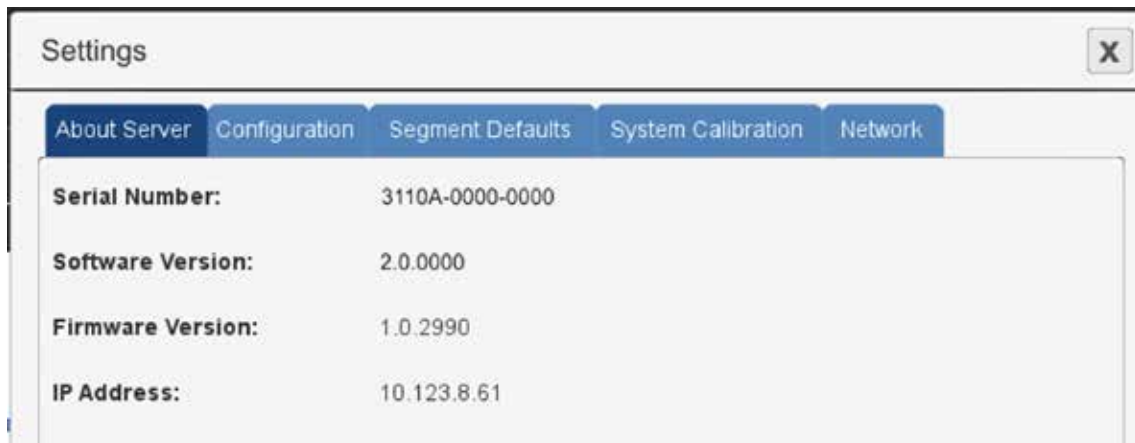 Settings X
About Server Configuration Segment Defaults System Calibration Network
Serial Number: 3110A-0000-0000
Software Version: 2.0.0000
Firmware Version: 1.0.2990
IP Address: 10.123.8.61